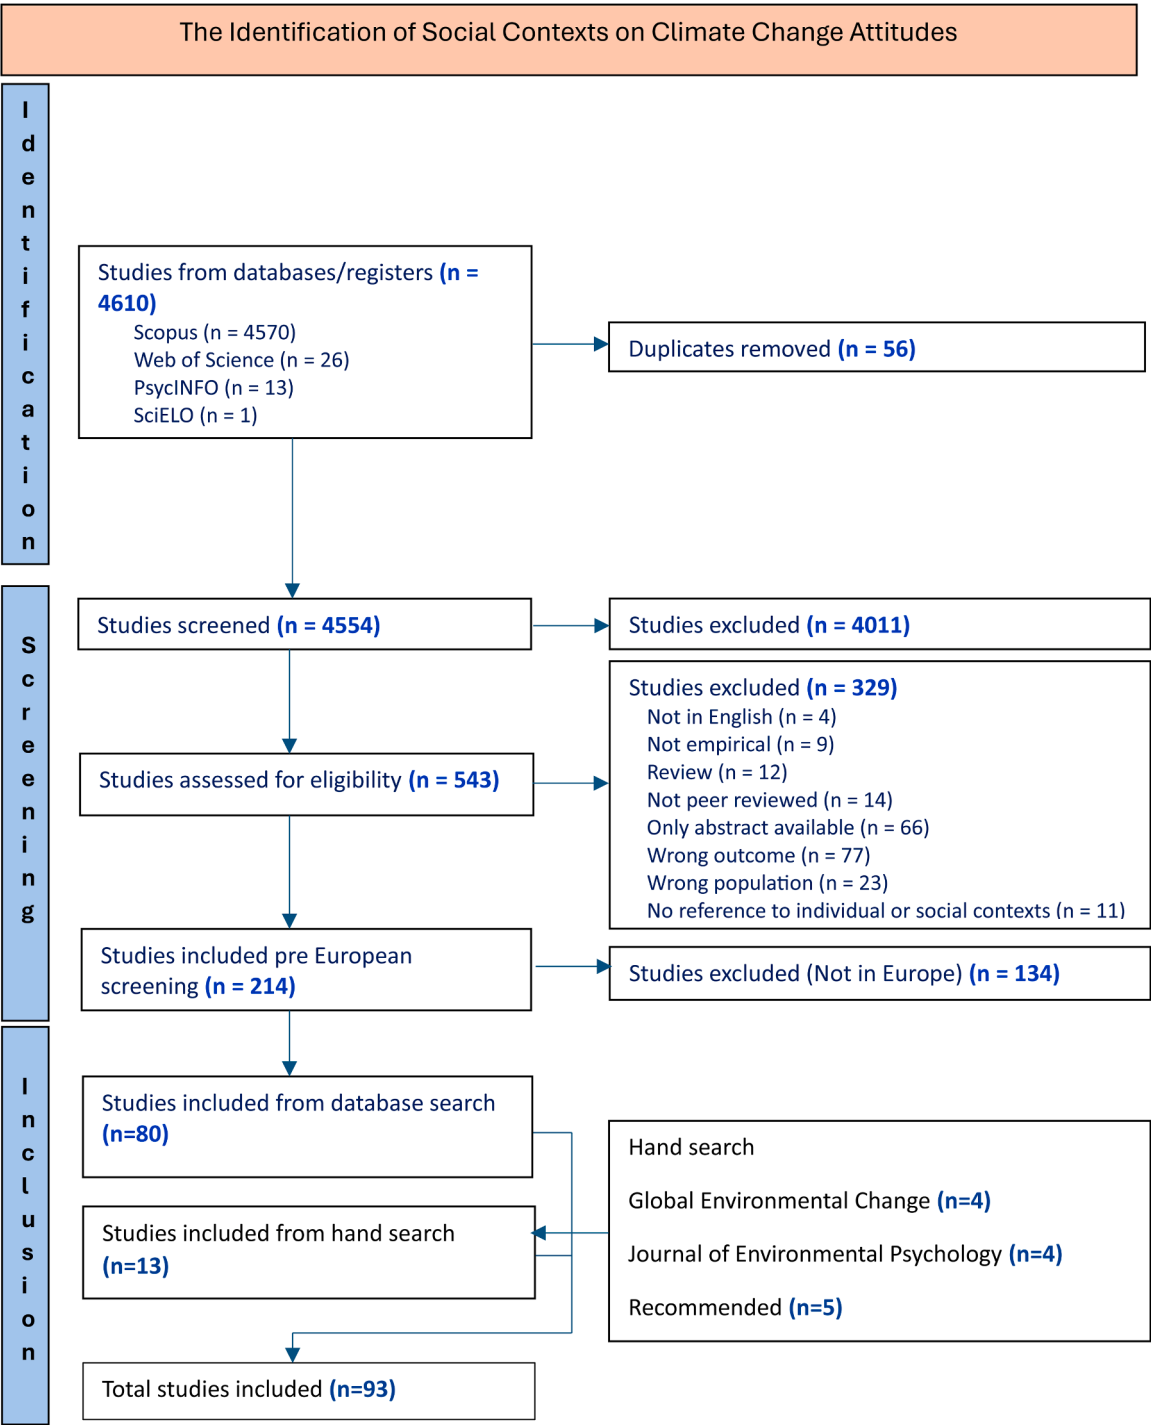 The Identification of Social Contexts on Climate Change Attitudes
Identification
Studies from databases/registers (n =
4610)
Scopus (n = 4570)
Web of Science (n = 26)
PsycINFO (n = 13)
SciELO (n = 1)
Duplicates removed (n = 56)
Screening
Studies screened (n = 4554)
Studies excluded (n = 4011)
Studies assessed for eligibility (n = 543)
Studies excluded (n = 329)
Not in English (n = 4)
Not empirical (n = 9)
Review (n = 12)
Not peer reviewed (n = 14)
Only abstract available (n = 66)
Wrong outcome (n = 77)
Wrong population (n = 23)
No reference to individual or social contexts (n = 11)
Studies included pre European
screening (n = 214)
Studies excluded (Not in Europe) (n = 134)
Inclusion
Studies included from database search
(n=80)
Studies included from hand search
(n=13)
Hand search
Global Environmental Change (n=4)
Journal of Environmental Psychology (n=4)
Recommended (n=5)
Total studies included (n=93)